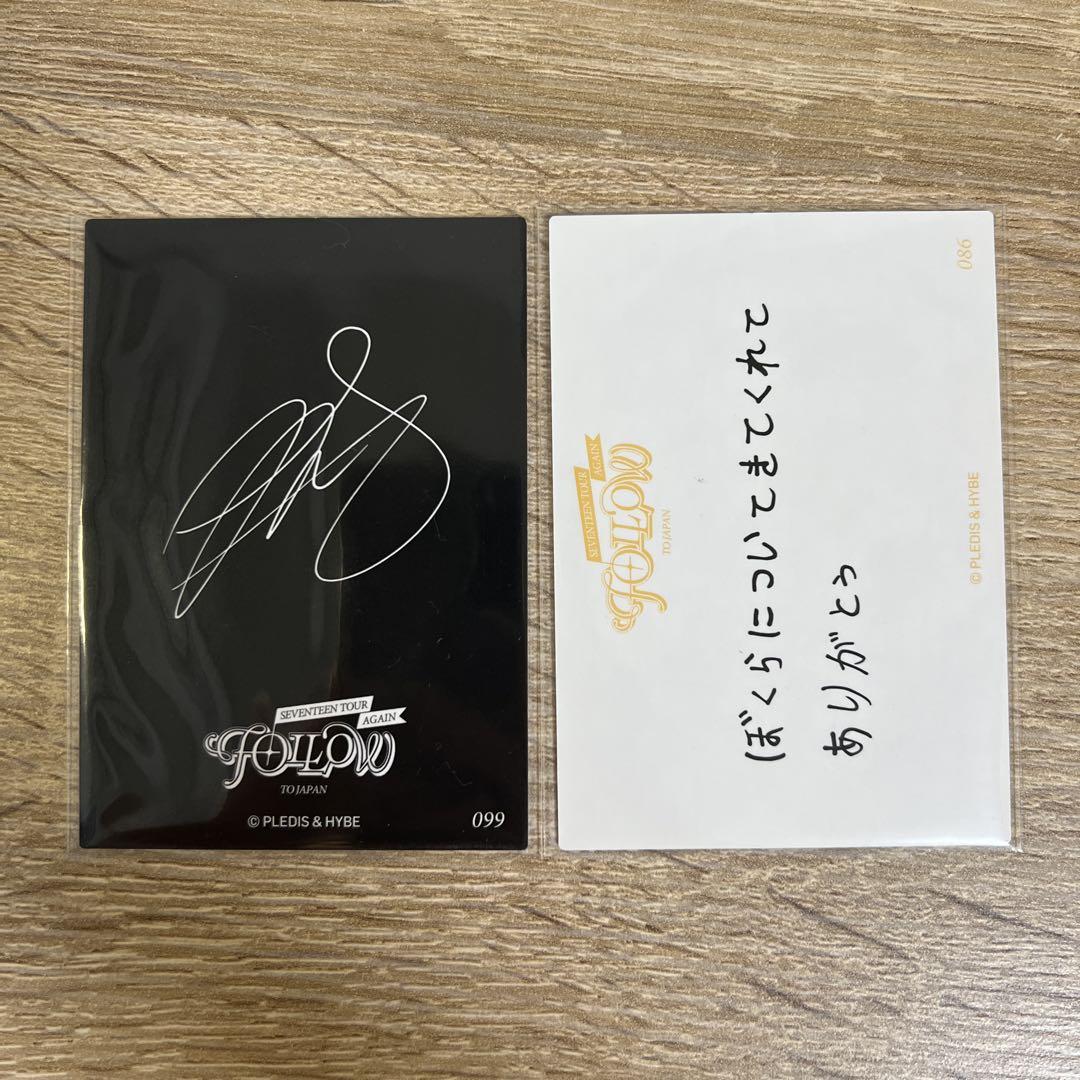 SEVENTEEN TOUR
AGAIN
FOLLOW
TO JAPAN
© PLEDIS & HYBE
099
ぼくらについてきてくれて
ありがとう
SEVENTEEN TOUR
AGAIN
FOLLOW
TO JAPAN
© PLEDIS & HYBE
086